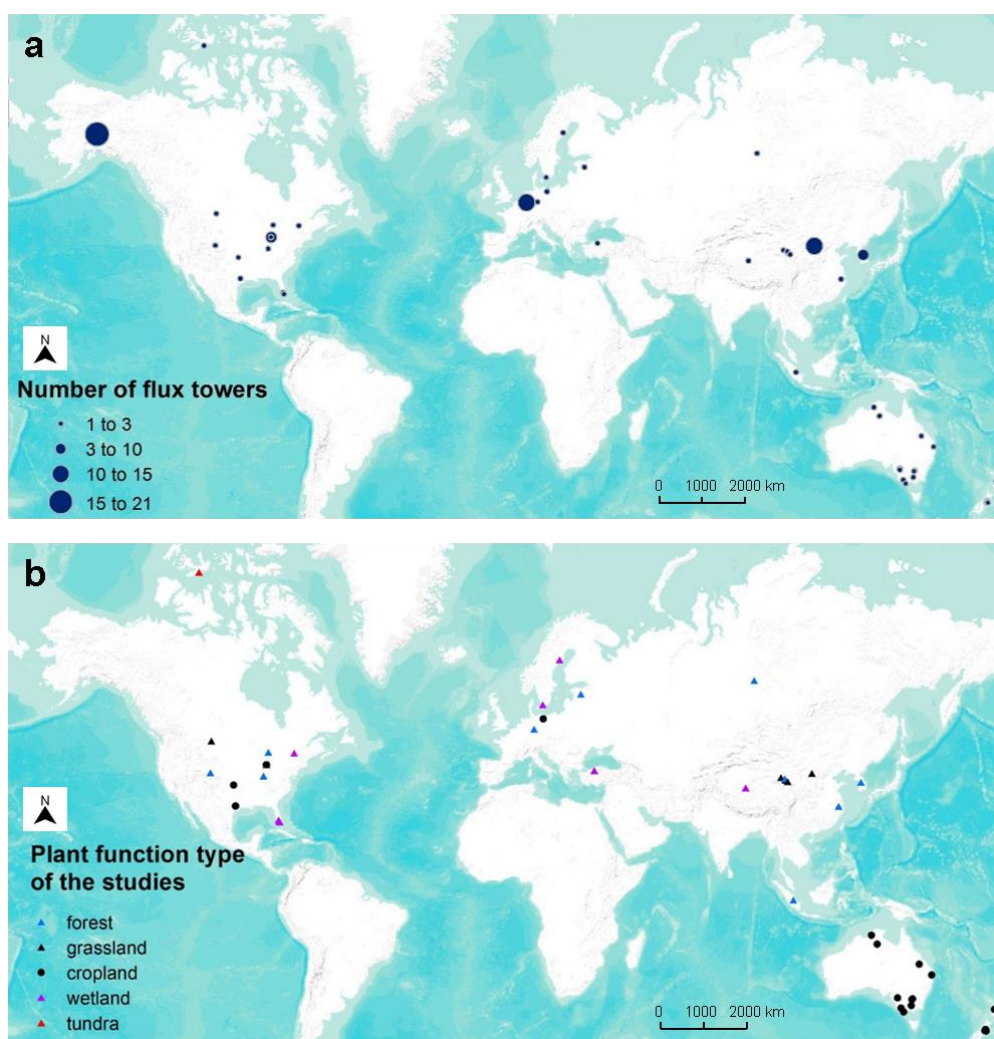 a
N
Number of flux towers
1 to 3
3 to 10
10 to 15
15 to 21
0 1000 2000 km
b
N
Plant function type
of the studies
forest
grassland
cropland
wetland
tundra
0 1000 2000 km